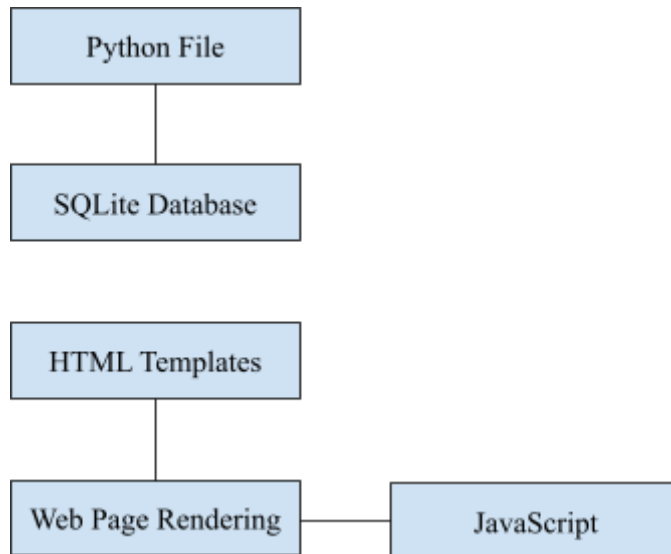 Python File
SQLite Database
HTML Templates
Web Page Rendering
JavaScript